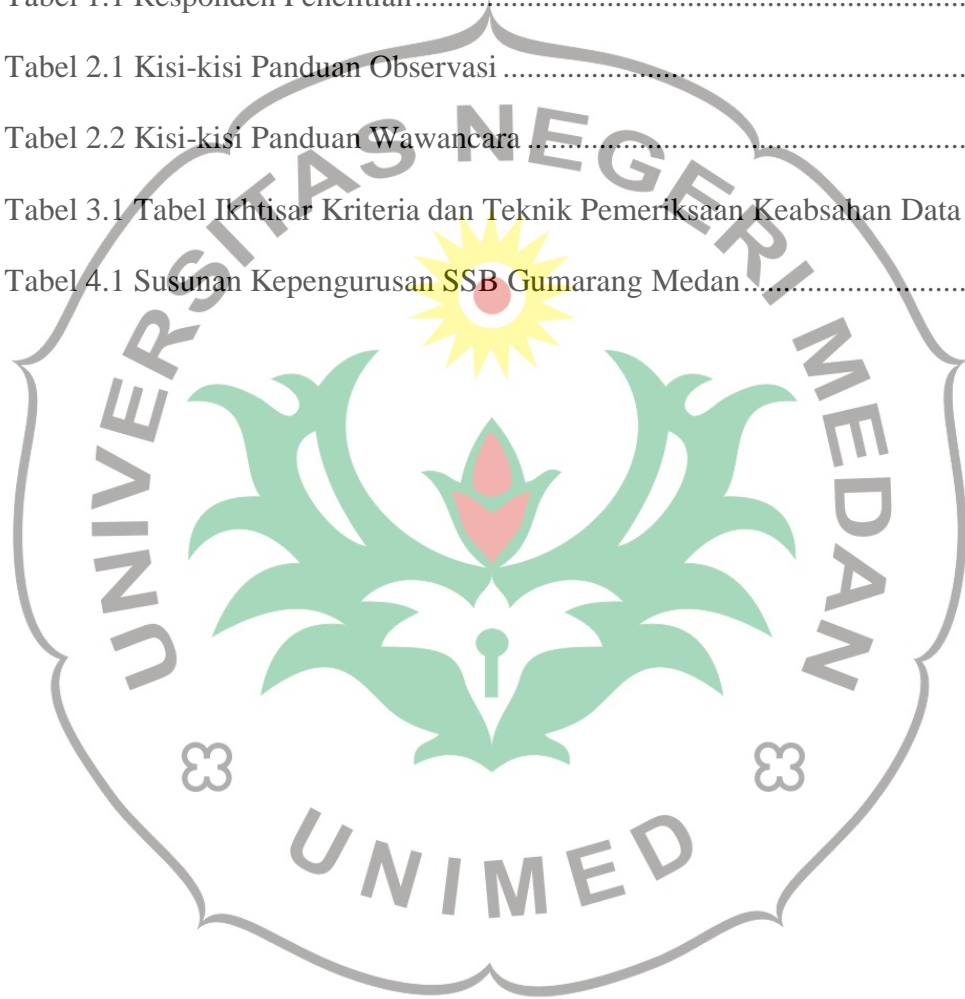 Tabel 1.1 Responden Penelitian....................................................................
Tabel 2.1 Kisi-kisi Panduan Observasi ..........................................................
Tabel 2.2 Kisi-kisi Panduan Wawancara .......................................................
Tabel 3.1 Tabel Ikhtisar Kriteria dan Teknik Pemeriksaan Keabsahan Data
Tabel 4.1 Susunan Kepengurusan SSB Gumarang Medan............................
UNIVERSITAS NEGERI MEDAN
UNIMED